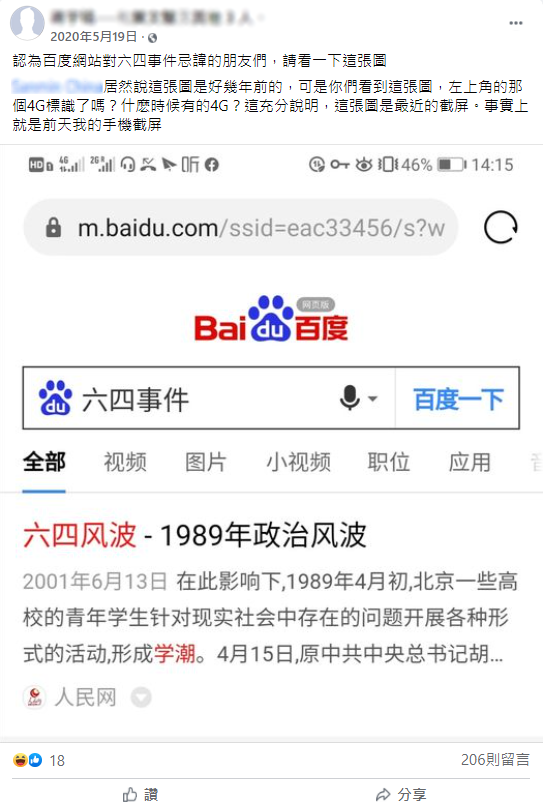 2020年5月19日
認為百度網站對六四事件忌諱的朋友們，請看一下這張圖
居然說這張圖是好幾年前的，可是你們看到這張圖，左上角的那
個4G標識了嗎？什麼時候有的4G？這充分說明，這張圖是最近的截屏。事實上
就是前天我的手機截屏
HD 4G 2G R 听 46% 14:15
m.baidu.com/ssid=eac33456/s?w
Bai du 百度 网页版
du 六四事件 百度一下
全部 视频 图片 小视频 职位 应用
六四风波 - 1989年政治风波
2001年6月13日 在此影响下,1989年4月初,北京一些高
校的青年学生针对现实社会中存在的问题开展各种形
式的活动,形成学潮。4月15日,原中共中央总书记胡...
人民网
18 206則留言
讚 分享